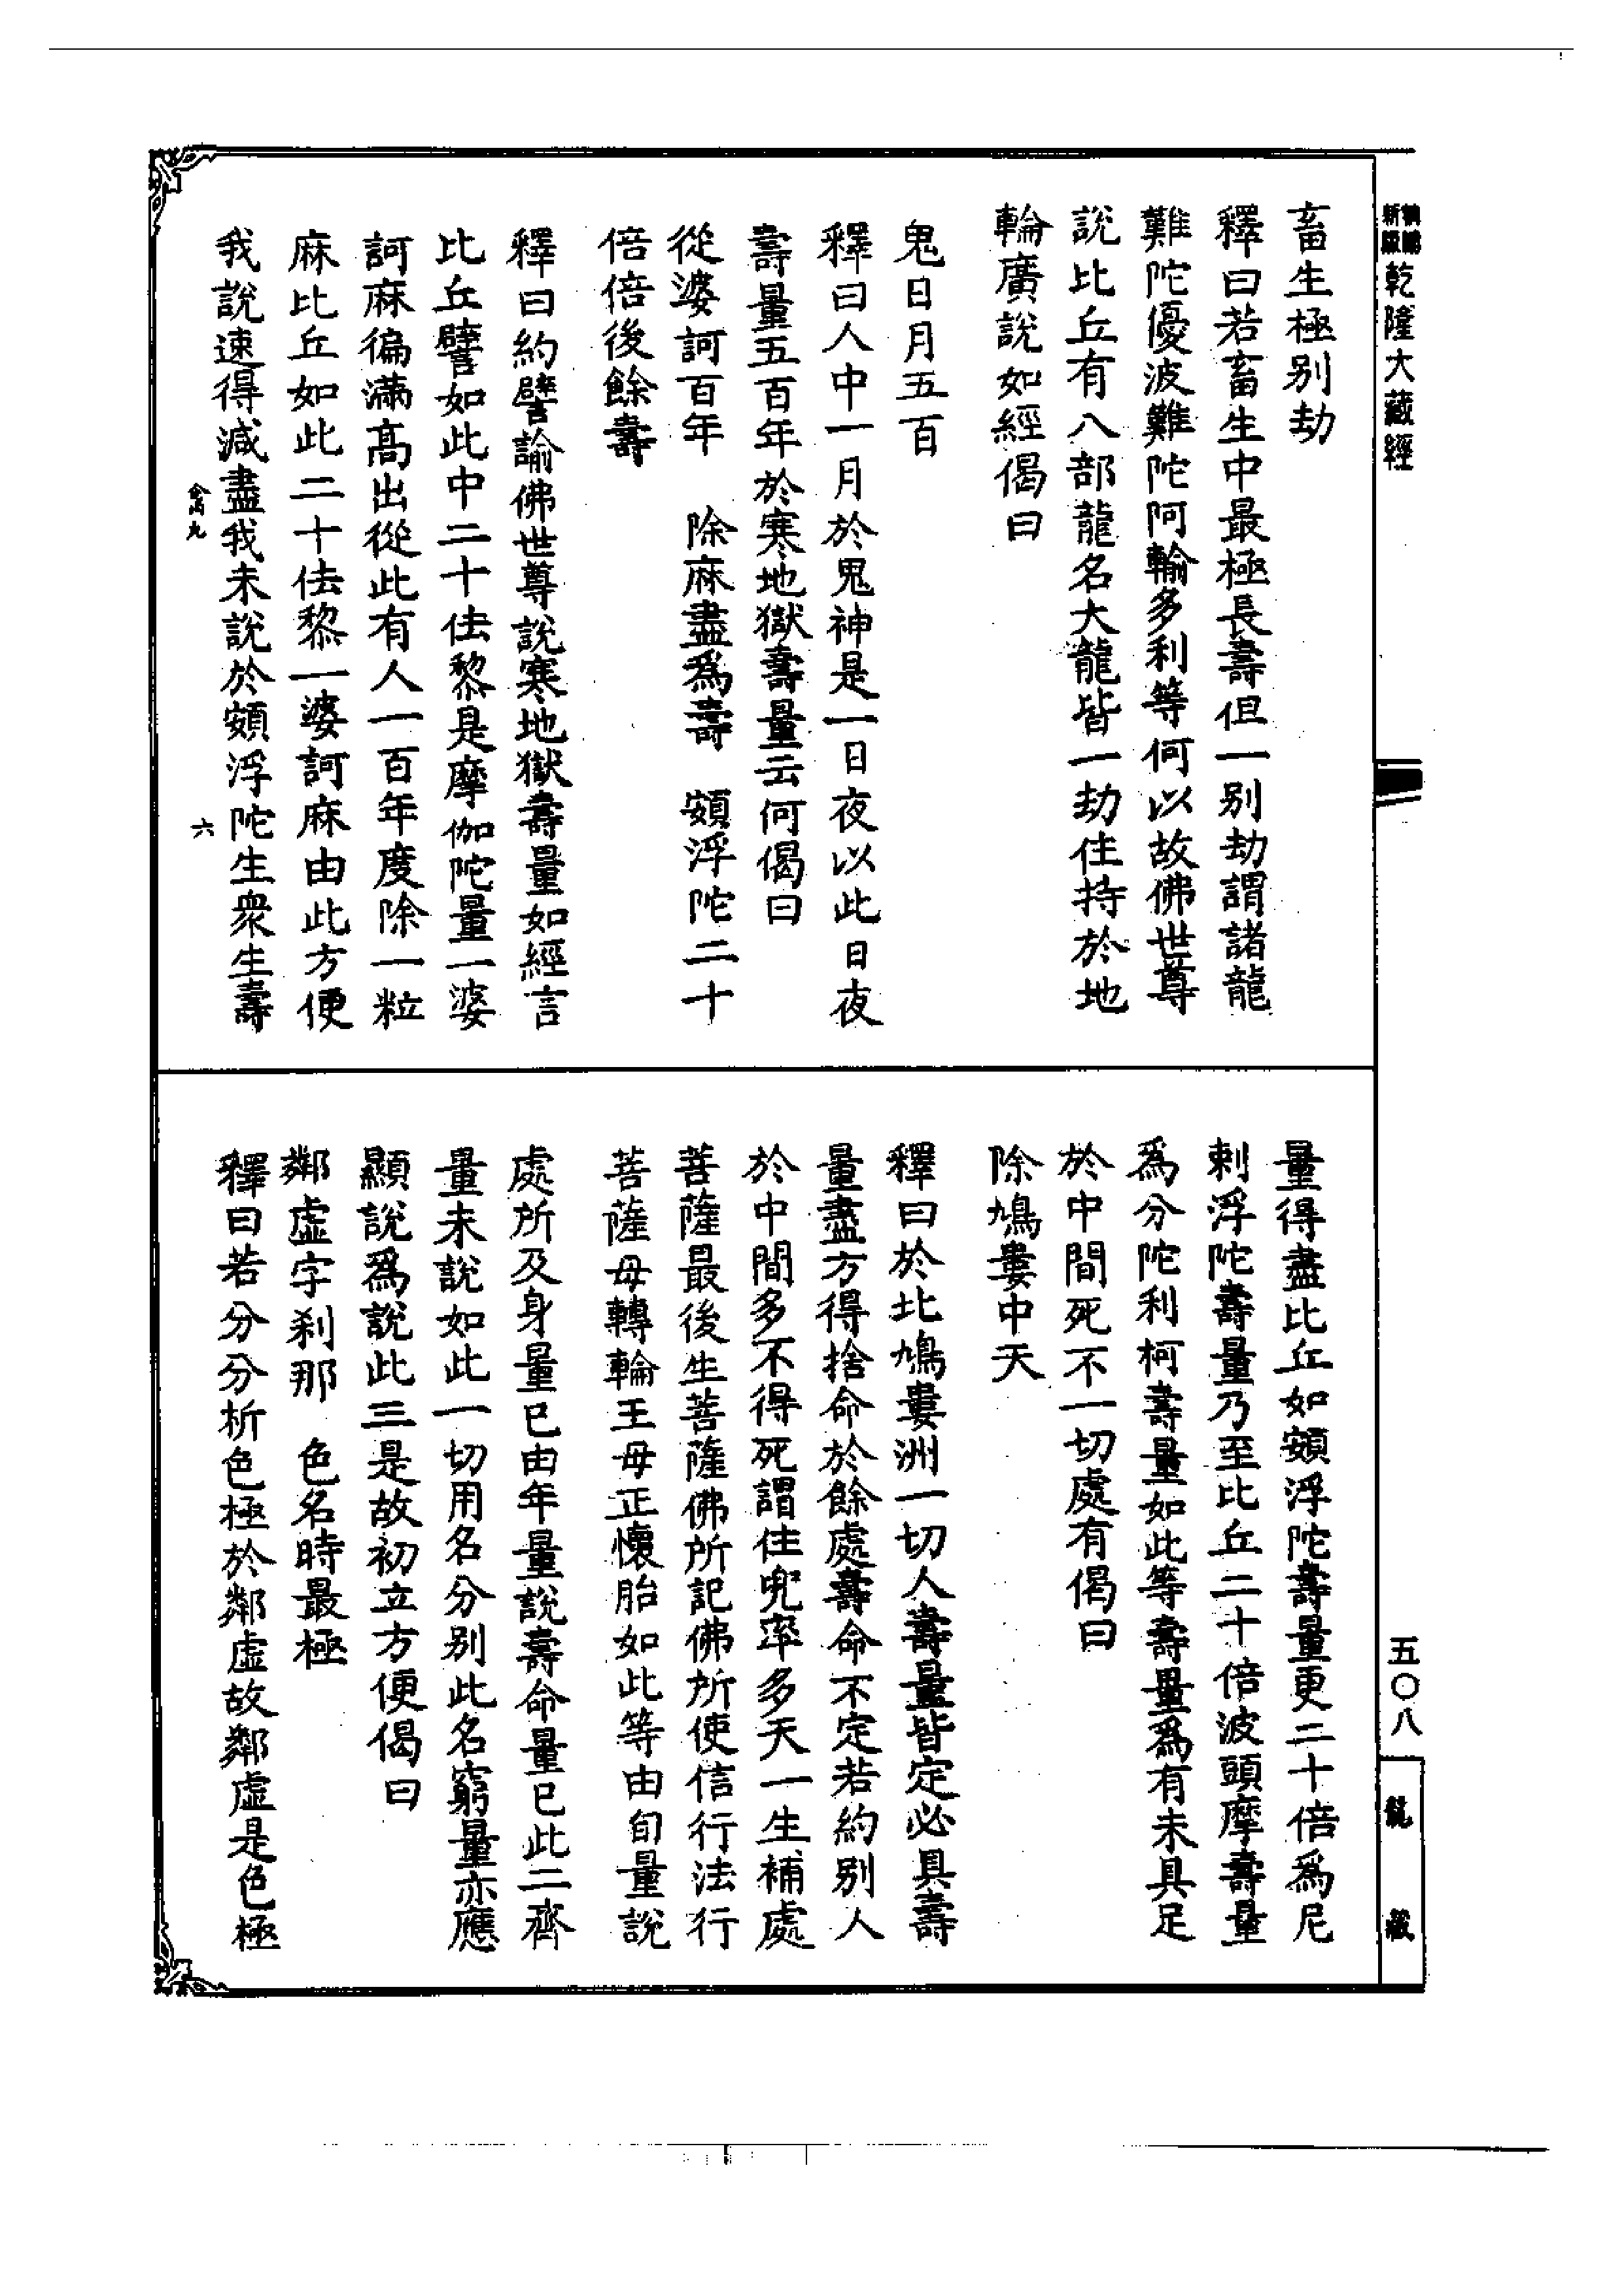 乾隆大藏經
畜生極別劫
釋曰若畜生中最極長壽但一別劫謂諸龍
難陀優波難陀阿輸多利等何以故佛世尊
說比丘有八部龍名大龍皆一劫住持於地
輪廣說如經偈曰
鬼日月五百
釋曰人中一月於鬼神是一日夜以此日夜
壽量五百年於寒地獄壽量云何偈曰
從婆訶百年 除麻盡爲壽 頞浮陀二十
倍倍後餘壽
釋曰約譬諭佛世尊說寒地獄壽量如經言
比丘譬如此中二十佉黎是摩伽陀量一婆
訶麻徧滿高出從此有人一百年度除一粒
麻比丘如此二十佉黎一婆訶麻由此方便
我說速得減盡我未說於頞浮陀生衆生壽
六
量得盡比丘如頞浮陀壽量更二十倍爲尼
剌浮陀壽量乃至比丘二十倍波頭摩壽量
爲分陀利柯壽量如此等壽量爲有未具足
於中間死不一切處有偈曰
除鳩婁中天
釋曰於北鳩婁洲一切人壽量皆定必具壽
量盡方得捨命於餘處壽命不定若約別人
於中間多不得死謂住兜率多天一生補處
菩薩最後生菩薩佛所記佛所使信行法行
菩薩母轉輪王母正懷胎如此等由旬量說
處所及身量已由年量說壽命量已此二齊
量未說如此一切用名分別此名窮量亦應
顯說爲說此三是故初立方便偈曰
鄰虛字刹那 色名時最極
釋曰若分分析色極於鄰虛故鄰虛是色極
五〇八
龍藏